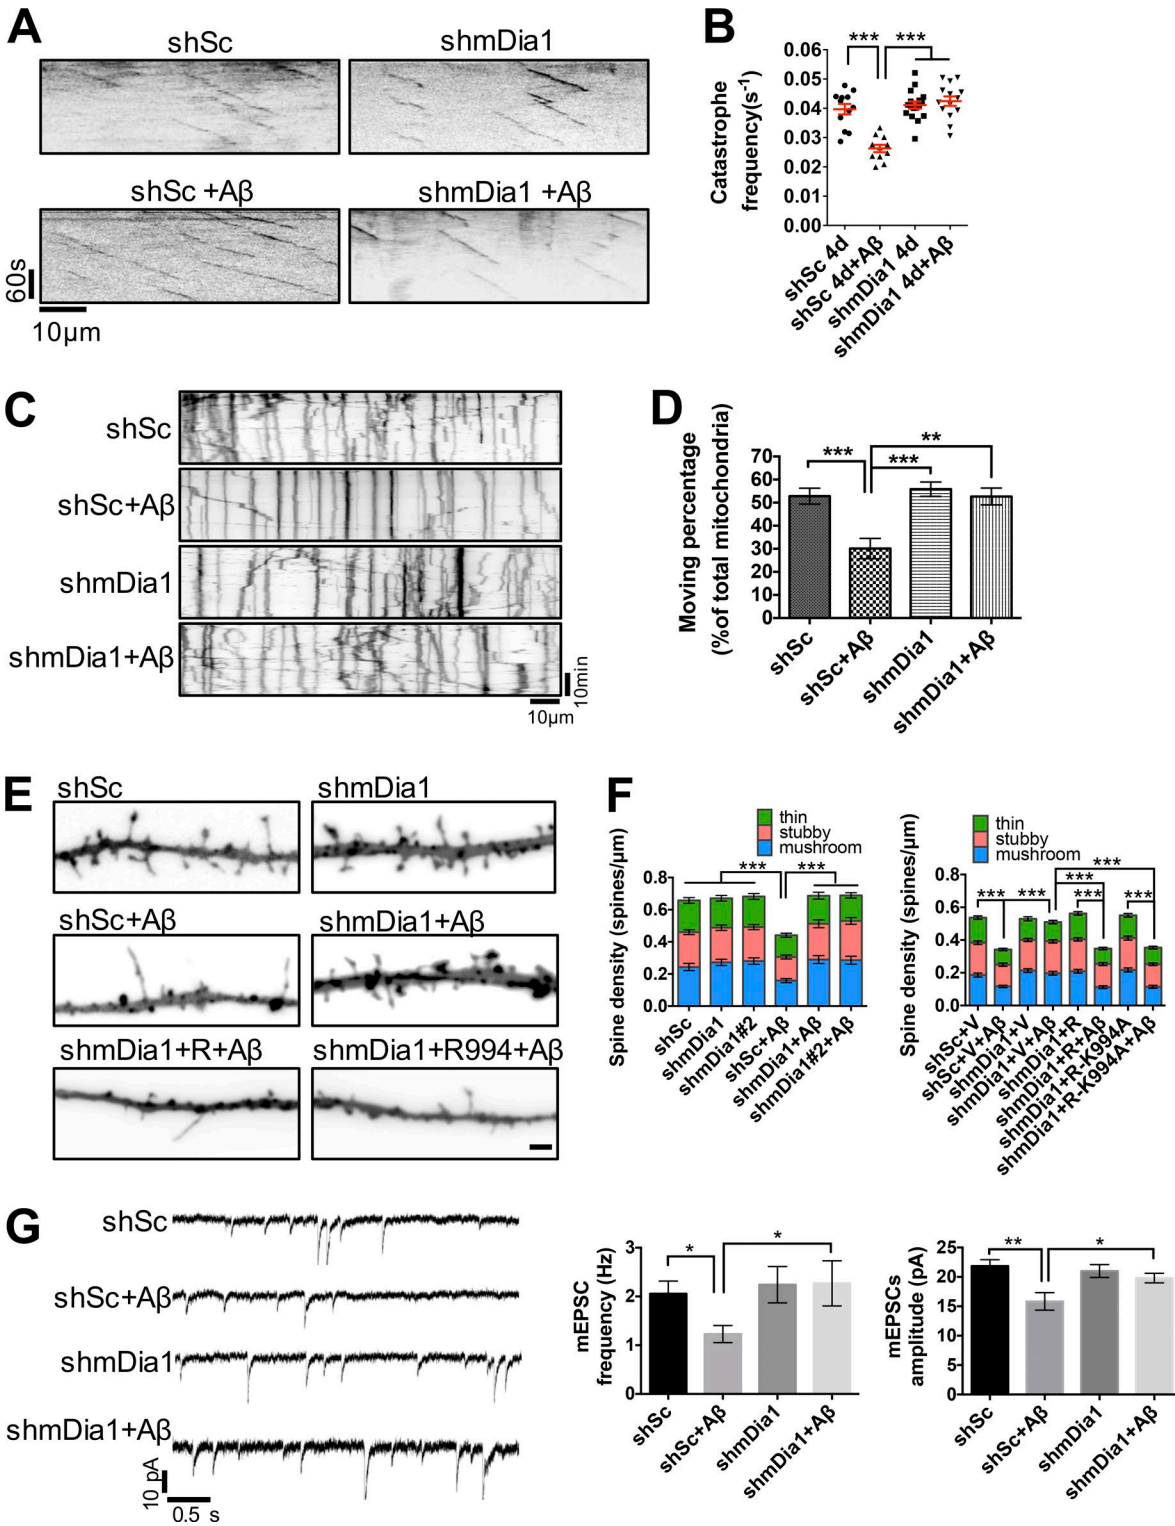 A
shSc
shmDia1
shSc +Aβ
shmDia1 +Aβ
60s
10µm
B
***
***
Catastrophe
frequency(s-1)
0.06
0.05
0.04
0.03
0.02
0.01
0.00
shSc 4d
shSc 4d+Aβ
shmDia1 4d
shmDia1 4d+Aβ
C
shSc
shSc+Aβ
shmDia1
shmDia1+Aβ
10min
10µm
D
Moving percentage
(%of total mitochondria)
***
***
**
70
60
50
40
30
20
10
0
shSc
shSc+Aβ
shmDia1
shmDia1+Aβ
E
shSc
shmDia1
shSc+Aβ
shmDia1+Aβ
shmDia1+R+Aβ
shmDia1+R994+Aβ
F
thin
stubby
mushroom
***
***
Spine density (spines/µm)
0.8
0.6
0.4
0.2
0.0
shSc
shmDia1
shmDia1#2
shSc+Aβ
shmDia1+Aβ
shmDia1#2+Aβ
thin
stubby
mushroom
***
***
***
***
***
***
Spine density (spines/µm)
0.8
0.6
0.4
0.2
0.0
shSc+V
shSc+V+Aβ
shmDia1+V
shmDia1+V+Aβ
shmDia1+R
shmDia1+R+Aβ
shmDia1+R-K994A
shmDia1+R-K994A+Aβ
G
shSc
shSc+Aβ
shmDia1
shmDia1+Aβ
10 pA
0.5 s
mEPSC
frequency (Hz)
*
*
3
2
1
0
shSc
shSc+Aβ
shmDia1
shmDia1+Aβ
mEPSCs
amplitude (pA)
**
*
25
20
15
10
5
0
shSc
shSc+Aβ
shmDia1
shmDia1+Aβ